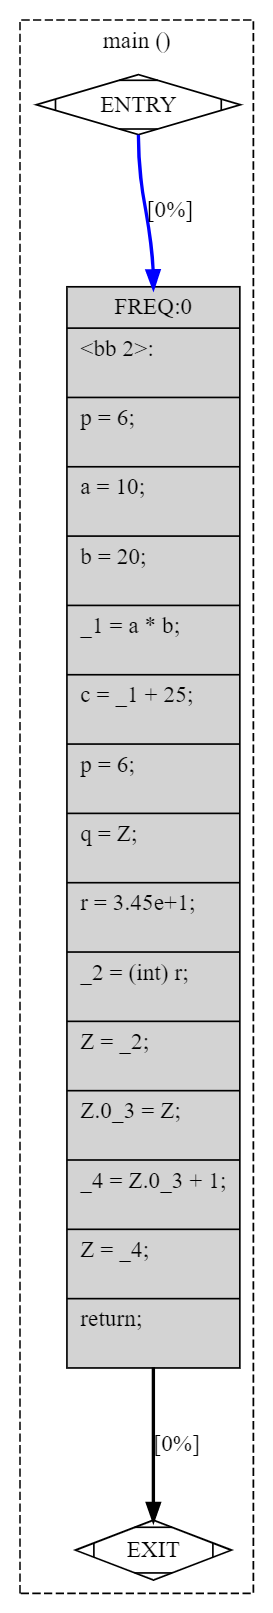 main ()
ENTRY
[0%]
FREQ:0
<bb 2>:
p = 6;
a = 10;
b = 20;
_1 = a * b;
c = _1 + 25;
p = 6;
q = Z;
r = 3.45e+1;
_2 = (int) r;
Z = _2;
Z.0_3 = Z;
_4 = Z.0_3 + 1;
Z = _4;
return;
[0%]
EXIT